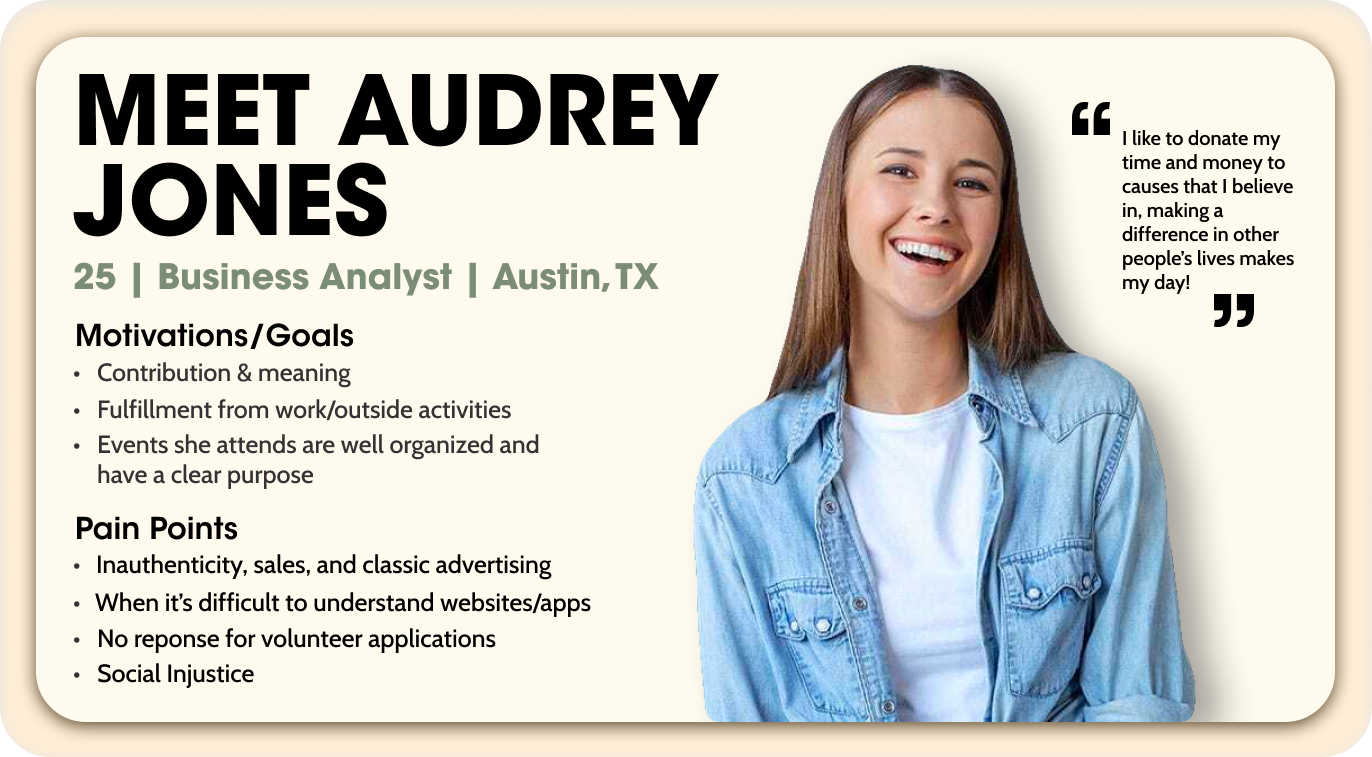 MEET AUDREY
JONES
25 | Business Analyst | Austin, TX
Motivations/Goals
• Contribution & meaning
• Fulfillment from work/outside activities
• Events she attends are well organized and
have a clear purpose
Pain Points
• Inauthenticity, sales, and classic advertising
• When it’s difficult to understand websites/apps
• No reponse for volunteer applications
• Social Injustice
“ I like to donate my
time and money to
causes that I believe
in, making a
difference in other
people’s lives makes
my day! ”